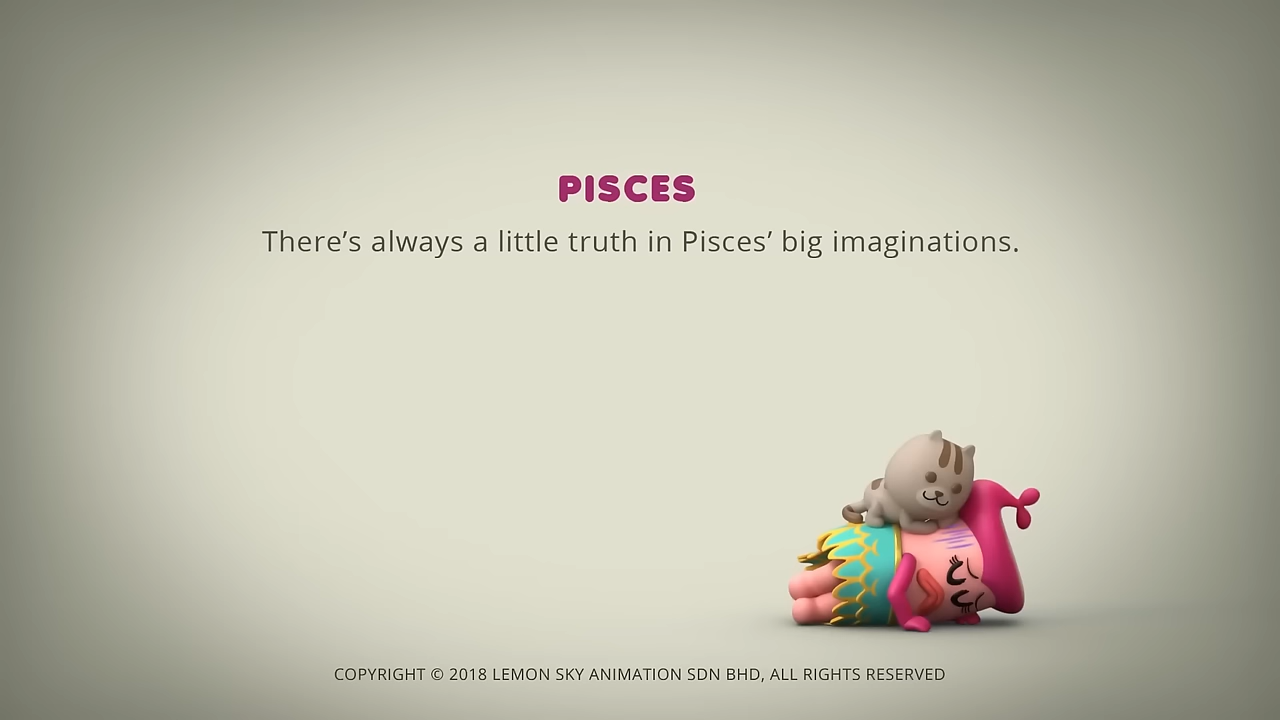 PISCES
There’s always a little truth in Pisces’ big imaginations.
COPYRIGHT © 2018 LEMON SKY ANIMATION SDN BHD, ALL RIGHTS RESERVED